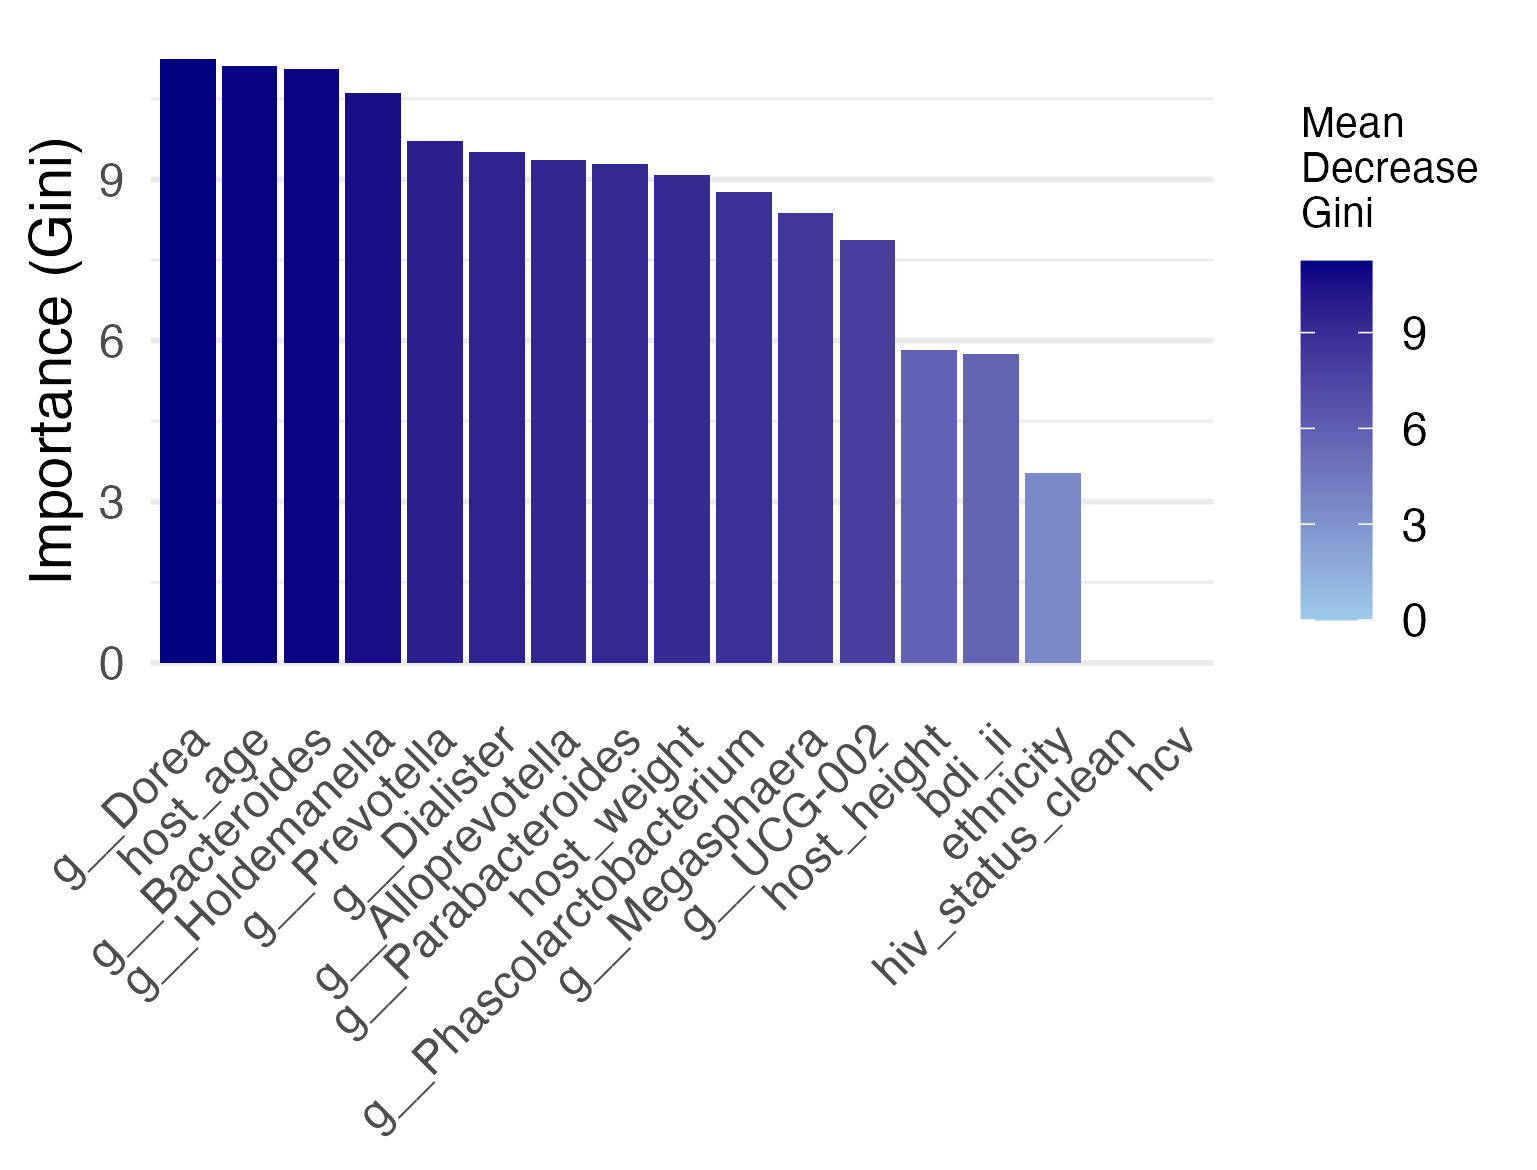 Importance (Gini)
9
6
3
0
g__Dorea
host_age
g__Bacteroides
g__Holdemanella
g__Prevotella
g__Dialister
g__Alloprevotella
g__Parabacteroides
host_weight
g__Phascolarctobacterium
g__Megasphaera
g__UCG-002
host_height
bdi_ii
ethnicity
hiv_status_clean
hcv
Mean
Decrease
Gini
9
6
3
0